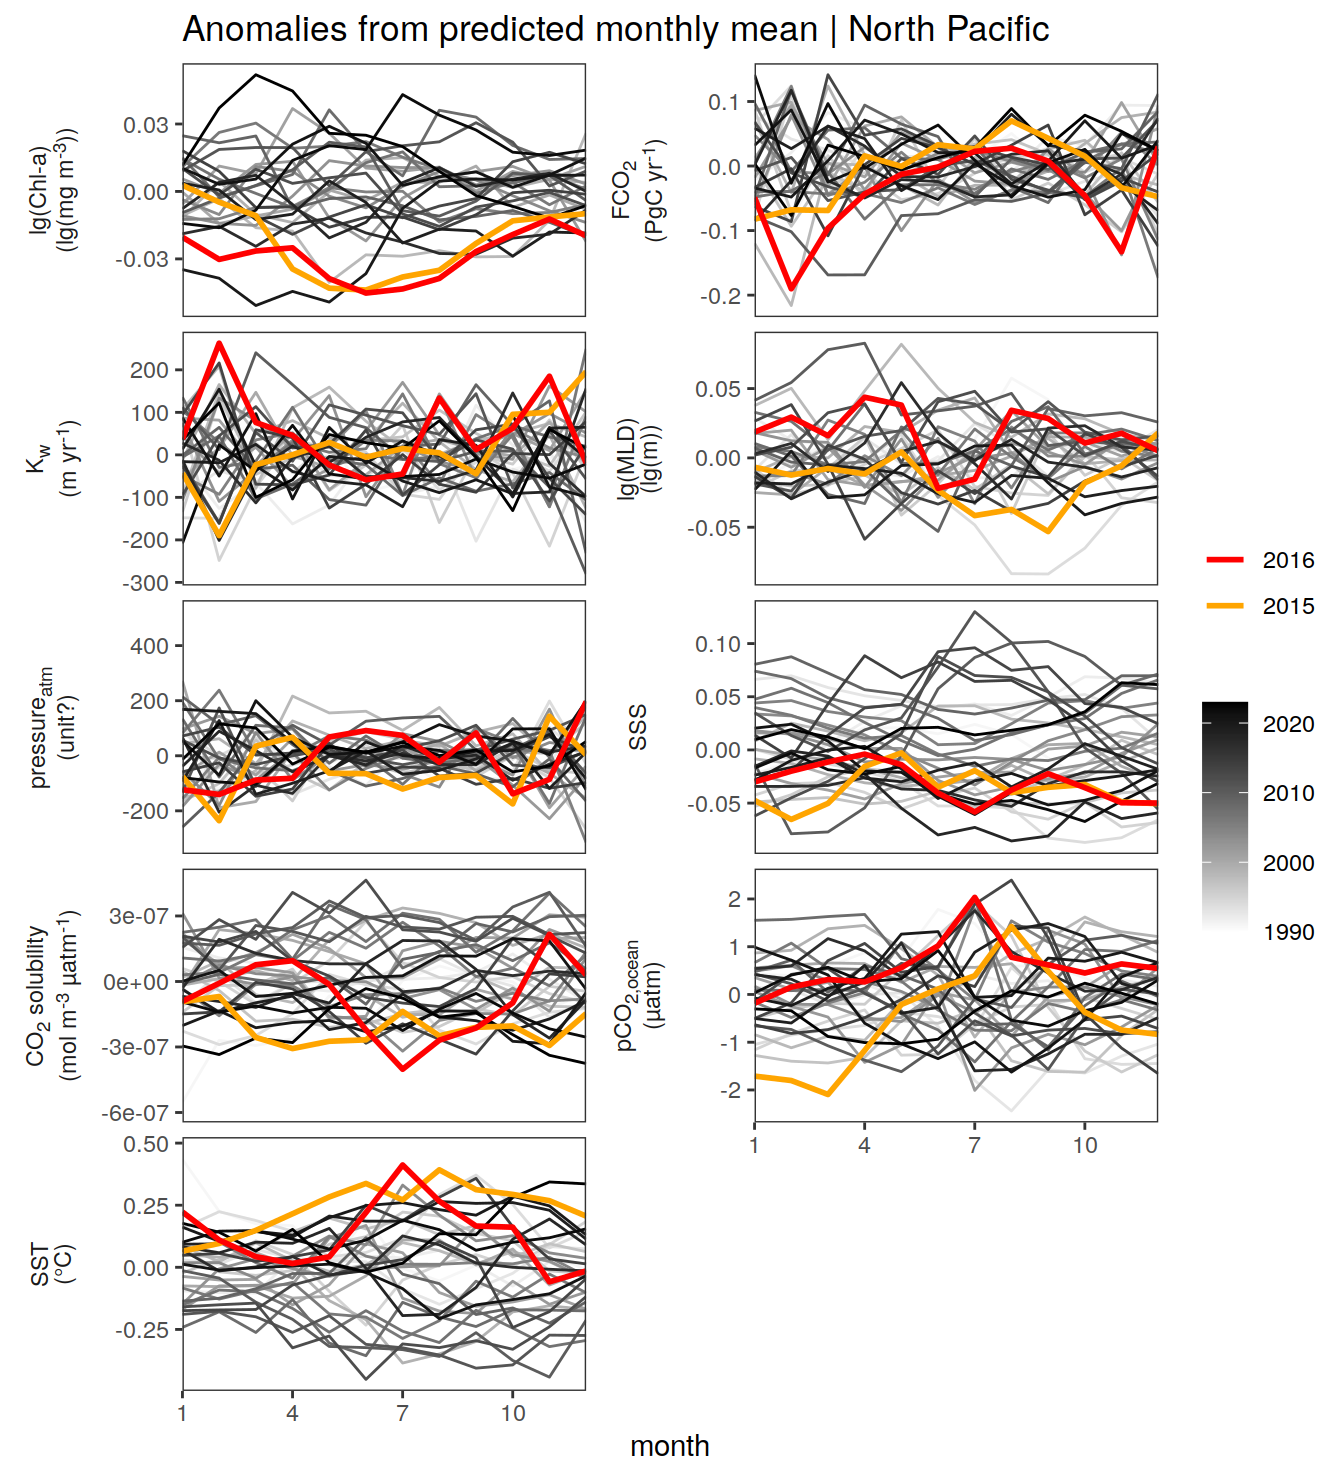 Anomalies from predicted monthly mean | North Pacific
lg(Chl-a)
(lg(mg m⁻³))
0.03
0.00
-0.03
FCO₂
(PgC yr⁻¹)
0.1
0.0
-0.1
-0.2
K_w
(m yr⁻¹)
200
100
0
-100
-200
-300
lg(MLD)
(lg(m))
0.05
0.00
-0.05
pressure_atm
(unit?)
400
200
0
-200
SSS
0.10
0.05
0.00
-0.05
CO₂ solubility
(mol m⁻³ µatm⁻¹)
3e-07
0e+00
-3e-07
-6e-07
pCO₂,ocean
(µatm)
2
1
0
-1
-2
1 4 7 10
SST
(°C)
0.50
0.25
0.00
-0.25
1 4 7 10
month
2016
2015
2020
2010
2000
1990